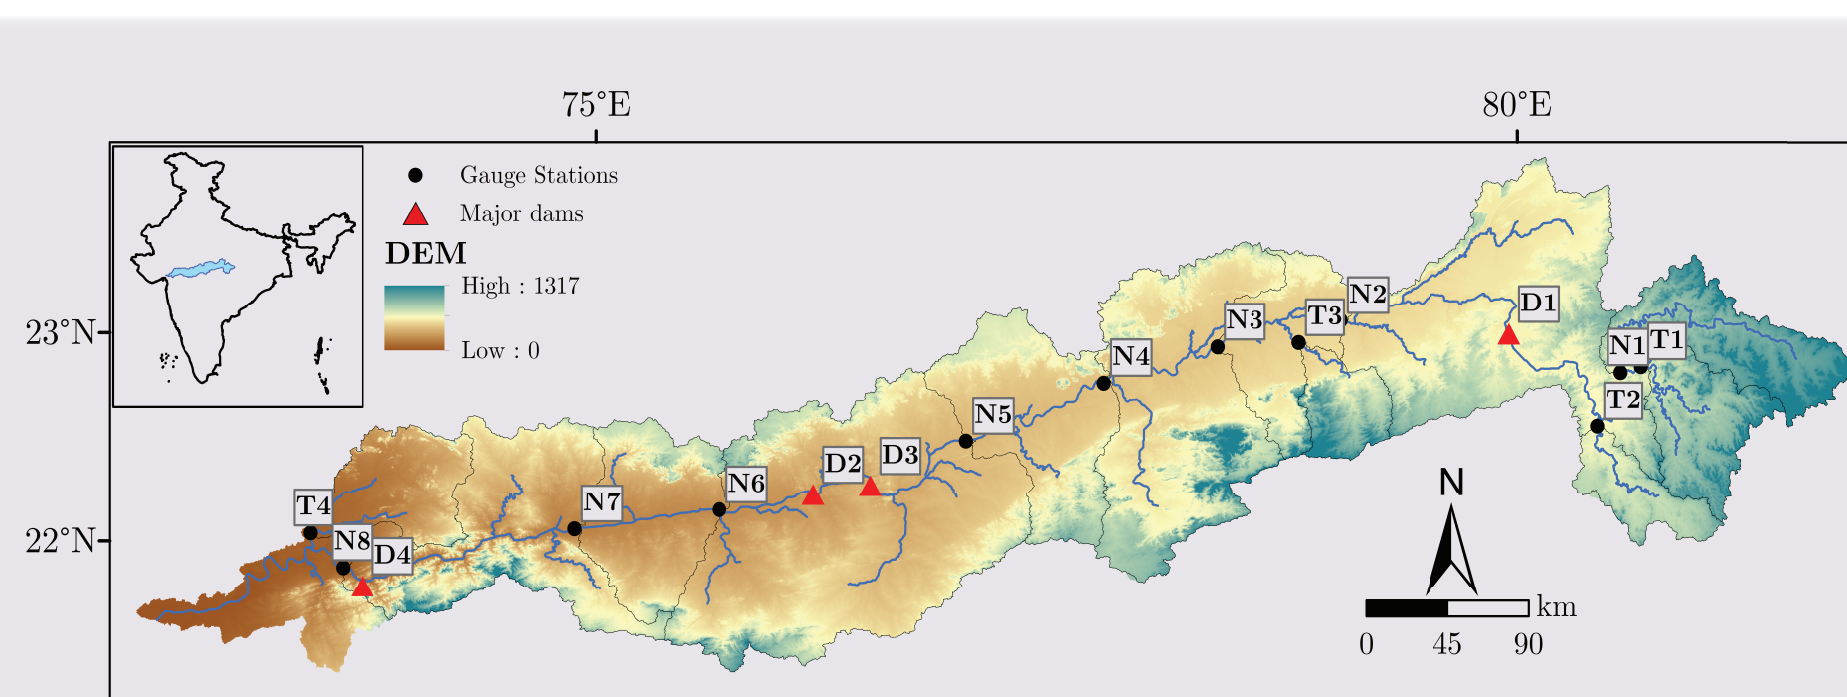 75°E
80°E
Gauge Stations
Major dams
DEM
High : 1317
Low : 0
23°N
22°N
D1
N2
T3
N3
N1
T1
T2
N4
N5
D3
D2
N6
N7
T4
N8
D4
N
km
0 45 90